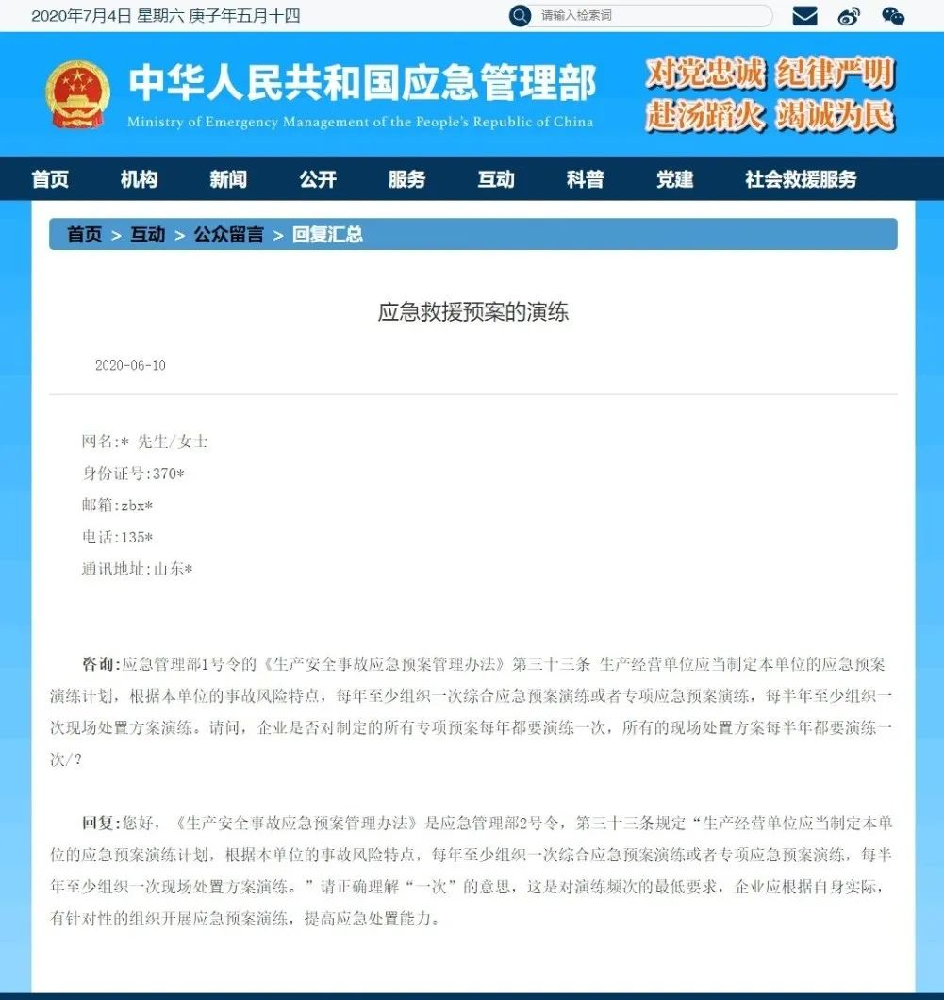 2020年7月4日 星期六 庚子年五月十四
请输入检索词
中华人民共和国应急管理部
Ministry of Emergency Management of the People's Republic of China
对党忠诚 纪律严明
赴汤蹈火 竭诚为民
首页 机构 新闻 公开 服务 互动 科普 党建 社会救援服务
首页 > 互动 > 公众留言 > 回复汇总
应急救援预案的演练
2020-06-10
网名:* 先生/女士
身份证号:370*
邮箱:zbx*
电话:135*
通讯地址:山东*
咨询:应急管理部1号令的《生产安全事故应急预案管理办法》第三十三条 生产经营单位应当制定本单位的应急预案
演练计划，根据本单位的事故风险特点，每年至少组织一次综合应急预案演练或者专项应急预案演练，每半年至少组织一
次现场处置方案演练。请问，企业是否对制定的所有专项预案每年都要演练一次，所有的现场处置方案每半年都要演练一
次/？
回复:您好，《生产安全事故应急预案管理办法》是应急管理部2号令，第三十三条规定“生产经营单位应当制定本单
位的应急预案演练计划，根据本单位的事故风险特点，每年至少组织一次综合应急预案演练或者专项应急预案演练，每半
年至少组织一次现场处置方案演练。”请正确理解“一次”的意思，这是对演练频次的最低要求，企业应根据自身实际，
有针对性的组织开展应急预案演练，提高应急处置能力。